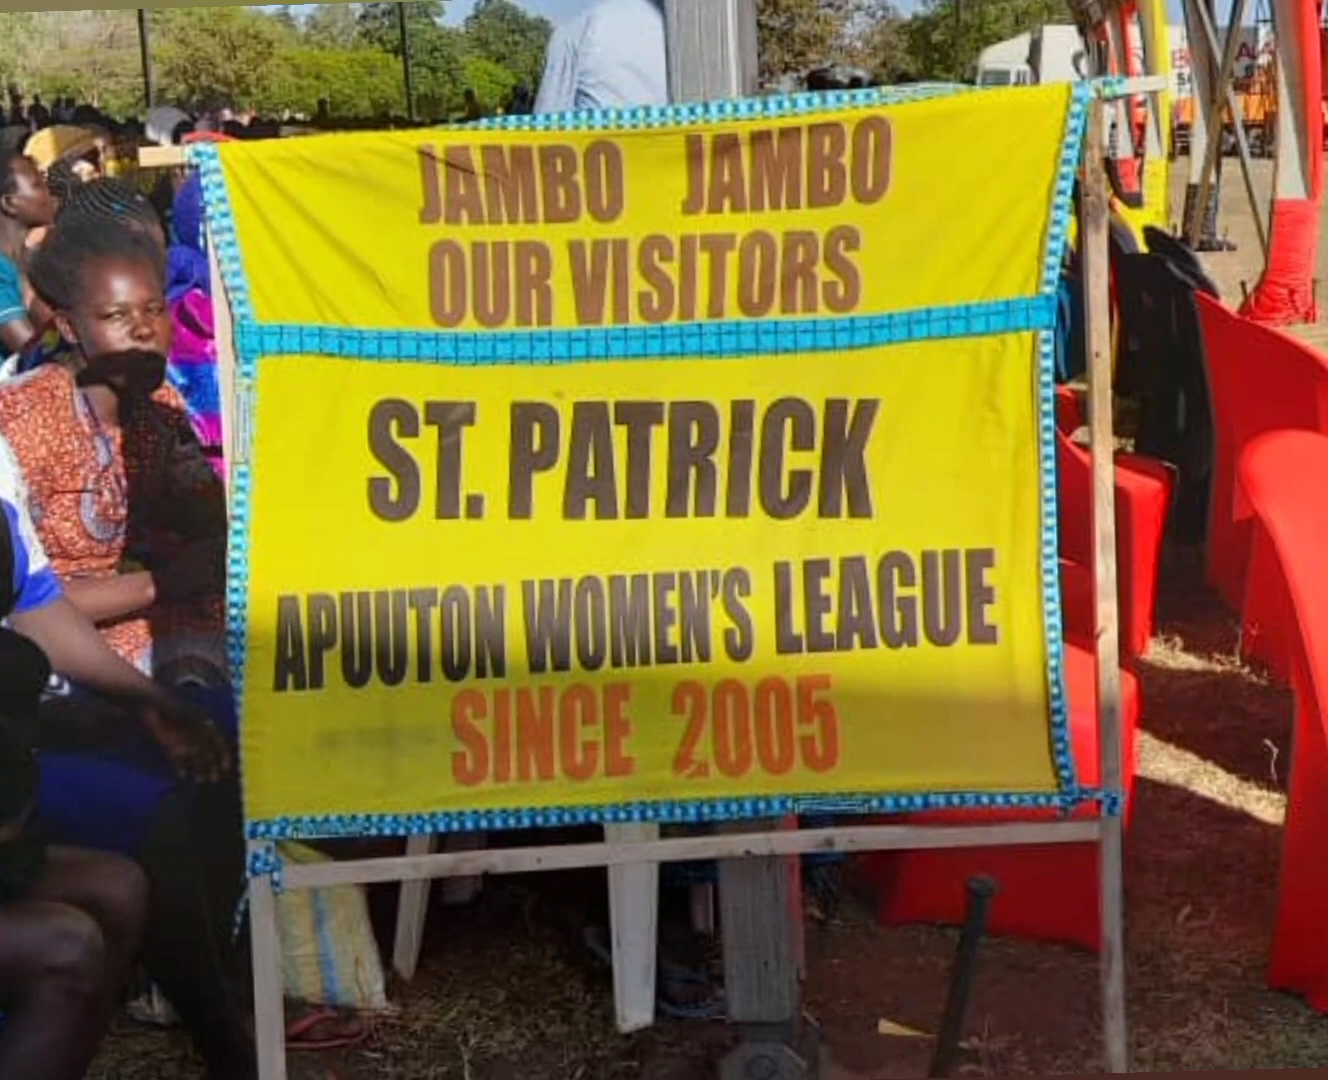 JAMBO JAMBO
OUR VISITORS
ST. PATRICK
APUUTON WOMEN'S LEAGUE
SINCE 2005